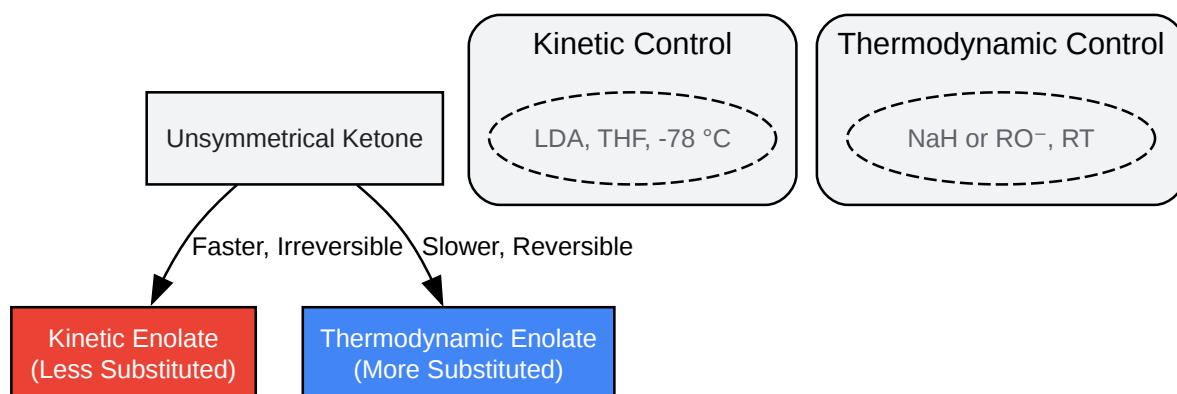 Kinetic Control
Thermodynamic Control
Unsymmetrical Ketone
LDA, THF, -78 °C
NaH or RO⁻, RT
Faster, Irreversible
Slower, Reversible
Kinetic Enolate
(Less Substituted)
Thermodynamic Enolate
(More Substituted)